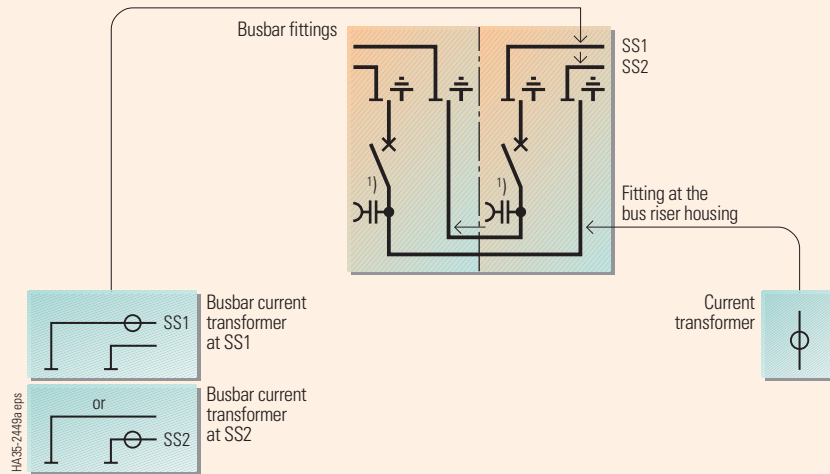 Busbar fittings
SS1
SS2
1)
1)
Fitting at the
bus riser housing
Busbar current
transformer
at SS1
SS1
Current
transformer
or
SS2
Busbar current
transformer
at SS2
HA35-2449a eps